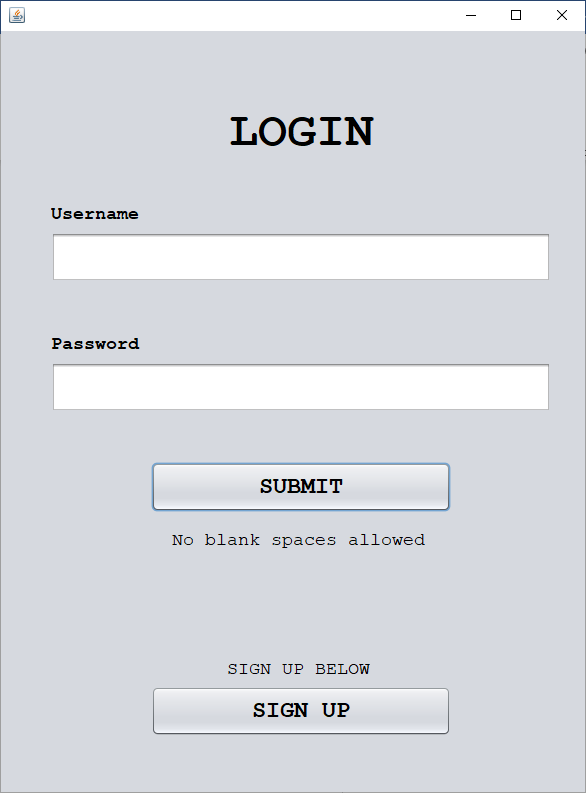 LOGIN
Username
Password
SUBMIT
No blank spaces allowed
SIGN UP BELOW
SIGN UP